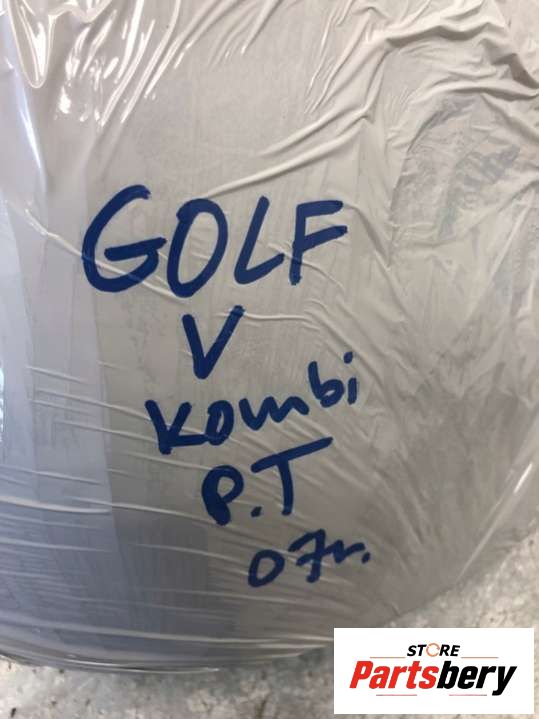 GOLF
V
Kombi
P.T
07r.
STORE
Partsbery